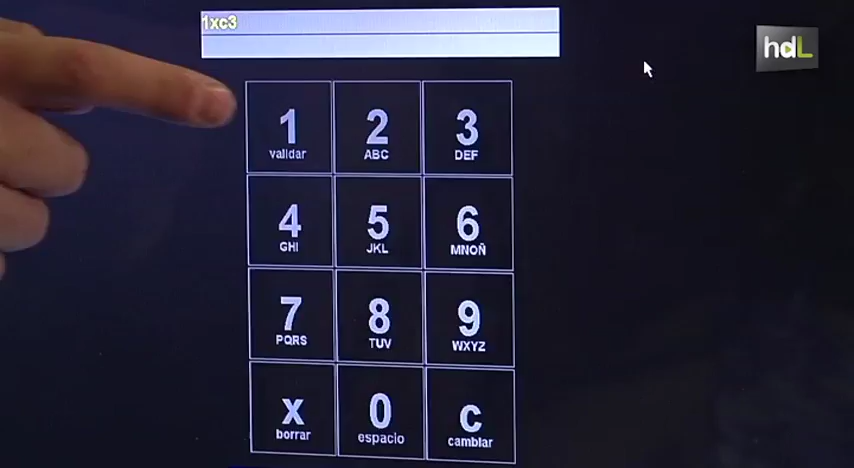 1xc3
hdL
1 2 3
validar ABC DEF
4 5 6
GHI JKL MNOÑ
7 8 9
PQRS TUV WXYZ
x 0 c
borrar espacio cambiar